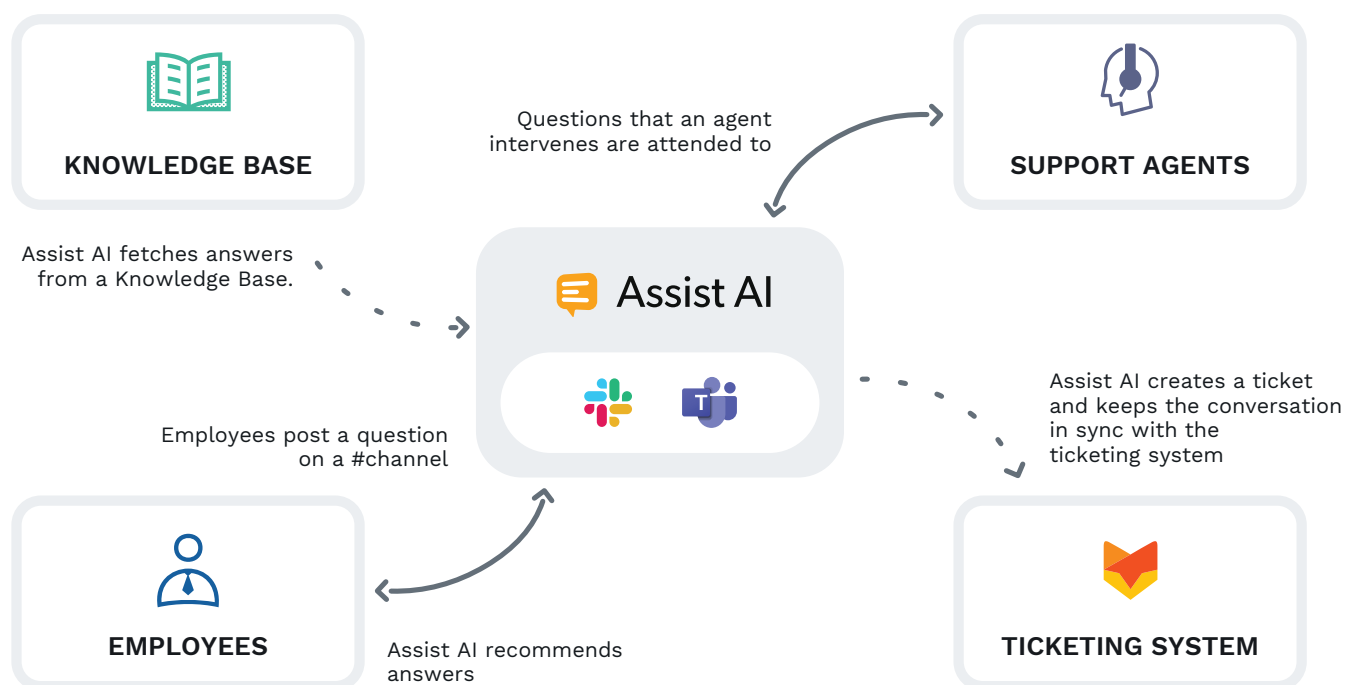 KNOWLEDGE BASE
Questions that an agent
intervenes are attended to
SUPPORT AGENTS
Assist AI fetches answers
from a Knowledge Base.
Assist AI
T
Employees post a question
on a #channel
Assist AI creates a ticket
and keeps the conversation
in sync with the
ticketing system
EMPLOYEES
Assist AI recommends
answers
TICKETING SYSTEM